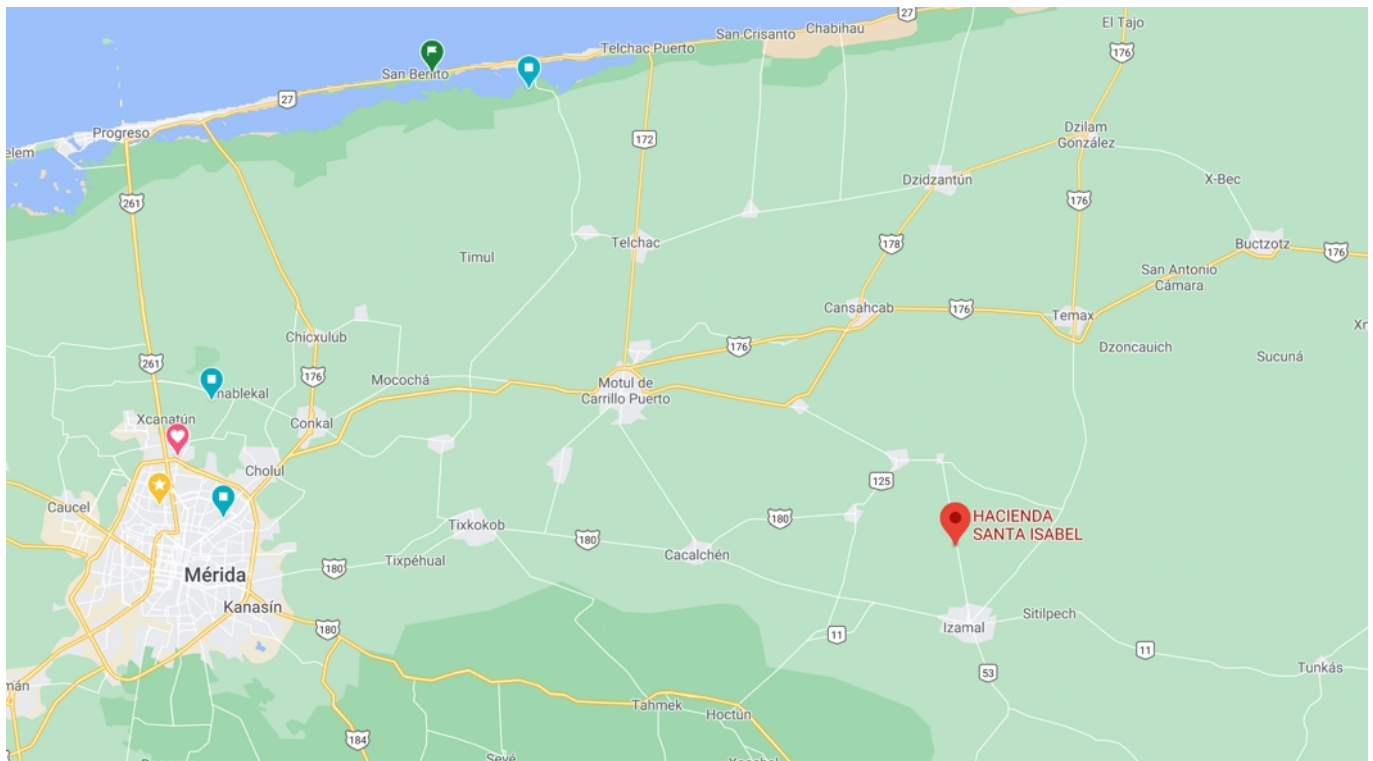 27
El Tajo
Chabihau
San Crisanto
Telchac Puerto
176
San Benito
27
Progreso
elem
172
Dzilam
González
Dzidzantún
X-Bec
261
176
Telchac
178
Buctzotz
176
Timul
San Antonio
Cámara
Cansahcab
176
Temax
Chicxulub
176
Dzoncauich
Sucuná
Xn
261
176
Mocochá
Motul de
Carrillo Puerto
mablekal
Xcanatún
Conkal
Cholul
125
Caucel
HACIENDA
SANTA ISABEL
180
Tixkokob
180
Cacalchén
Tixpéhual
180
Mérida
Kanasín
180
Sitilpech
Izamal
11
11
53
Tunkás
mán
Tahmek
Hoctún
184
Seyé